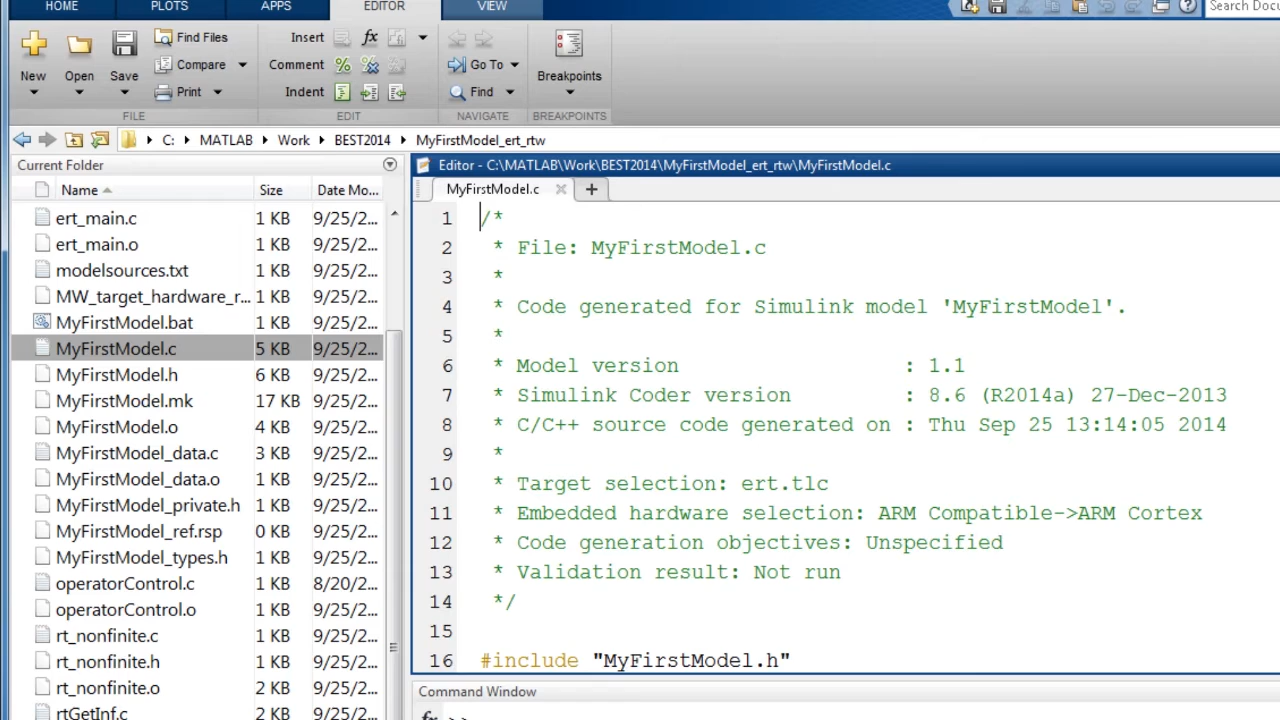 HOME PLOTS APPS EDITOR VIEW
Search Docu
Find Files Insert fx
New Open Save Compare Comment Go To Breakpoints
Print Indent Find
FILE EDIT NAVIGATE BREAKPOINTS
C: MATLAB Work BEST2014 MyFirstModel_ert_rtw
Current Folder
Name Size Date Mo...
ert_main.c 1 KB 9/25/2...
ert_main.o 1 KB 9/25/2...
modelsources.txt 1 KB 9/25/2...
MW_target_hardware_r... 1 KB 9/25/2...
MyFirstModel.bat 1 KB 9/25/2...
MyFirstModel.c 5 KB 9/25/2...
MyFirstModel.h 6 KB 9/25/2...
MyFirstModel.mk 17 KB 9/25/2...
MyFirstModel.o 4 KB 9/25/2...
MyFirstModel_data.c 3 KB 9/25/2...
MyFirstModel_data.o 1 KB 9/25/2...
MyFirstModel_private.h 1 KB 9/25/2...
MyFirstModel_ref.rsp 0 KB 9/25/2...
MyFirstModel_types.h 1 KB 9/25/2...
operatorControl.c 1 KB 8/20/2...
operatorControl.o 1 KB 9/25/2...
rt_nonfinite.c 1 KB 9/25/2...
rt_nonfinite.h 1 KB 9/25/2...
rt_nonfinite.o 2 KB 9/25/2...
rtGetInf.c 2 KB 9/25/2...
Editor - C:\MATLAB\Work\BEST2014\MyFirstModel_ert_rtw\MyFirstModel.c
MyFirstModel.c
1 /*
2 * File: MyFirstModel.c
3 *
4 * Code generated for Simulink model 'MyFirstModel'.
5 *
6 * Model version : 1.1
7 * Simulink Coder version : 8.6 (R2014a) 27-Dec-2013
8 * C/C++ source code generated on : Thu Sep 25 13:14:05 2014
9 *
10 * Target selection: ert.tlc
11 * Embedded hardware selection: ARM Compatible->ARM Cortex
12 * Code generation objectives: Unspecified
13 * Validation result: Not run
14 */
15
16 #include "MyFirstModel.h"
Command Window
fx >>